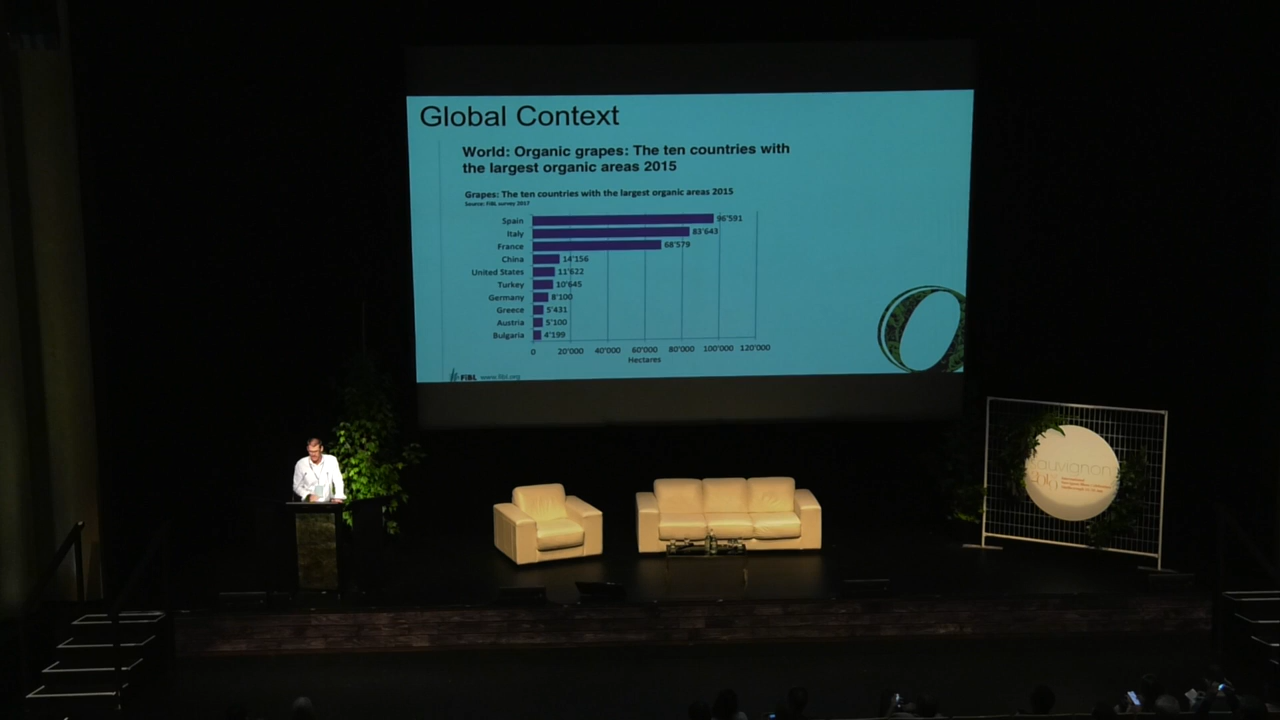 Global Context
World: Organic grapes: The ten countries with
the largest organic areas 2015
Grapes: The ten countries with the largest organic areas 2015
Source: FiBL survey 2017
Spain 96'591
Italy 83'643
France 68'579
China 14'156
United States 11'622
Turkey 10'645
Germany 8'100
Greece 5'431
Austria 5'100
Bulgaria 4'199
0 20'000 40'000 60'000 80'000 100'000 120'000
Hectares
FiBL www.fibl.org
auvignon